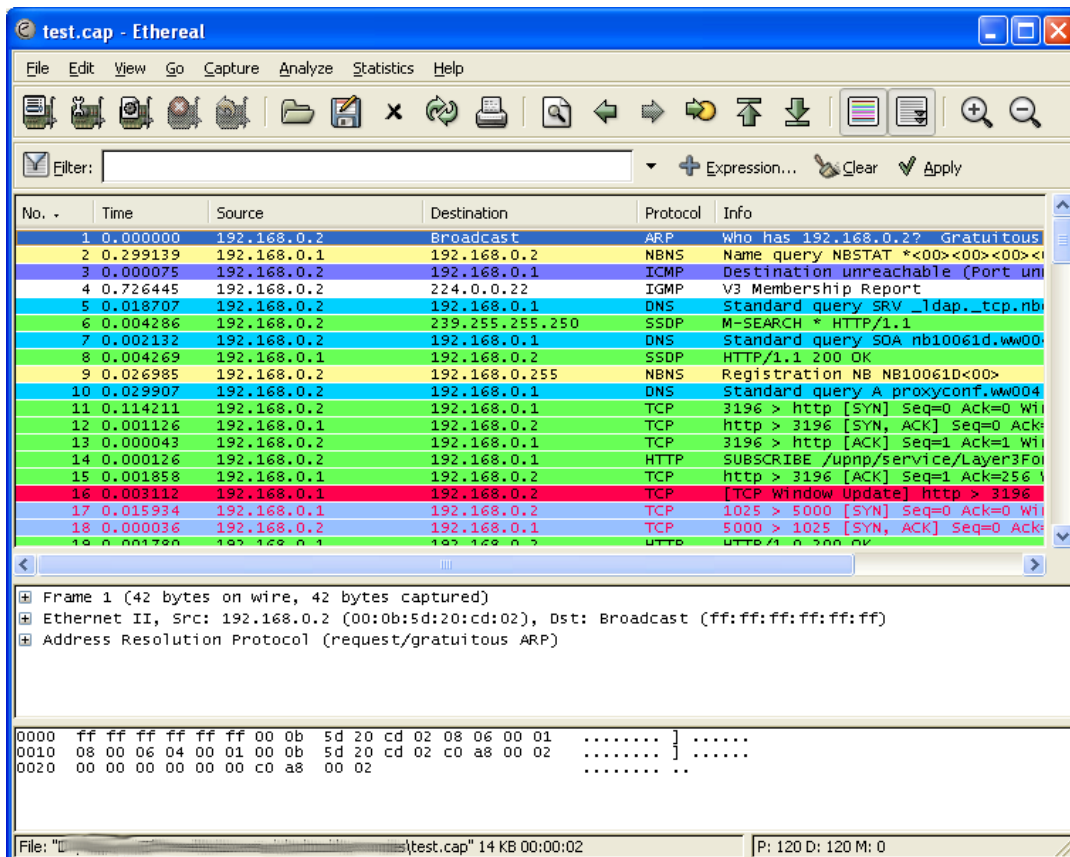 test.cap - Ethereal
File Edit View Go Capture Analyze Statistics Help
Filter: Expression... Clear Apply
No. Time Source Destination Protocol Info
1 0.000000 192.168.0.2 Broadcast ARP Who has 192.168.0.2? Gratuitous
2 0.299139 192.168.0.1 192.168.0.2 NBNS Name query NBSTAT *<00><00><00><
3 0.000075 192.168.0.2 192.168.0.1 ICMP Destination unreachable (Port un
4 0.726445 192.168.0.2 224.0.0.22 IGMP V3 Membership Report
5 0.018707 192.168.0.2 192.168.0.1 DNS Standard query SRV _ldap._tcp.nb
6 0.004286 192.168.0.2 239.255.255.250 SSDP M-SEARCH * HTTP/1.1
7 0.002132 192.168.0.2 192.168.0.1 DNS Standard query SOA nb10061d.ww00
8 0.004269 192.168.0.1 192.168.0.2 SSDP HTTP/1.1 200 OK
9 0.026985 192.168.0.2 192.168.0.255 NBNS Registration NB NB10061D<00>
10 0.029907 192.168.0.2 192.168.0.1 DNS Standard query A proxyconf.ww004
11 0.114211 192.168.0.2 192.168.0.1 TCP 3196 > http [SYN] Seq=0 Ack=0 Wi
12 0.001126 192.168.0.1 192.168.0.2 TCP http > 3196 [SYN, ACK] Seq=0 Ack
13 0.000043 192.168.0.2 192.168.0.1 TCP 3196 > http [ACK] Seq=1 Ack=1 Wi
14 0.000126 192.168.0.2 192.168.0.1 HTTP SUBSCRIBE /upnp/service/Layer3Fo
15 0.001858 192.168.0.1 192.168.0.2 TCP http > 3196 [ACK] Seq=1 Ack=256
16 0.003112 192.168.0.1 192.168.0.2 TCP [TCP Window Update] http > 3196
17 0.015934 192.168.0.1 192.168.0.2 TCP 1025 > 5000 [SYN] Seq=0 Ack=0 Wi
18 0.000036 192.168.0.2 192.168.0.1 TCP 5000 > 1025 [SYN, ACK] Seq=0 Ack=
19 0.001780 192.168.0.1 192.168.0.2 HTTP HTTP/1.0 200 OK
Frame 1 (42 bytes on wire, 42 bytes captured)
Ethernet II, Src: 192.168.0.2 (00:0b:5d:20:cd:02), Dst: Broadcast (ff:ff:ff:ff:ff:ff)
Address Resolution Protocol (request/gratuitous ARP)
0000 ff ff ff ff ff ff 00 0b 5d 20 cd 02 08 06 00 01 ........ ] ......
0010 08 00 06 04 00 01 00 0b 5d 20 cd 02 c0 a8 00 02 ........ ] ......
0020 00 00 00 00 00 00 c0 a8 00 02 ........ ..
File: "D \test.cap" 14 KB 00:00:02 P: 120 D: 120 M: 0